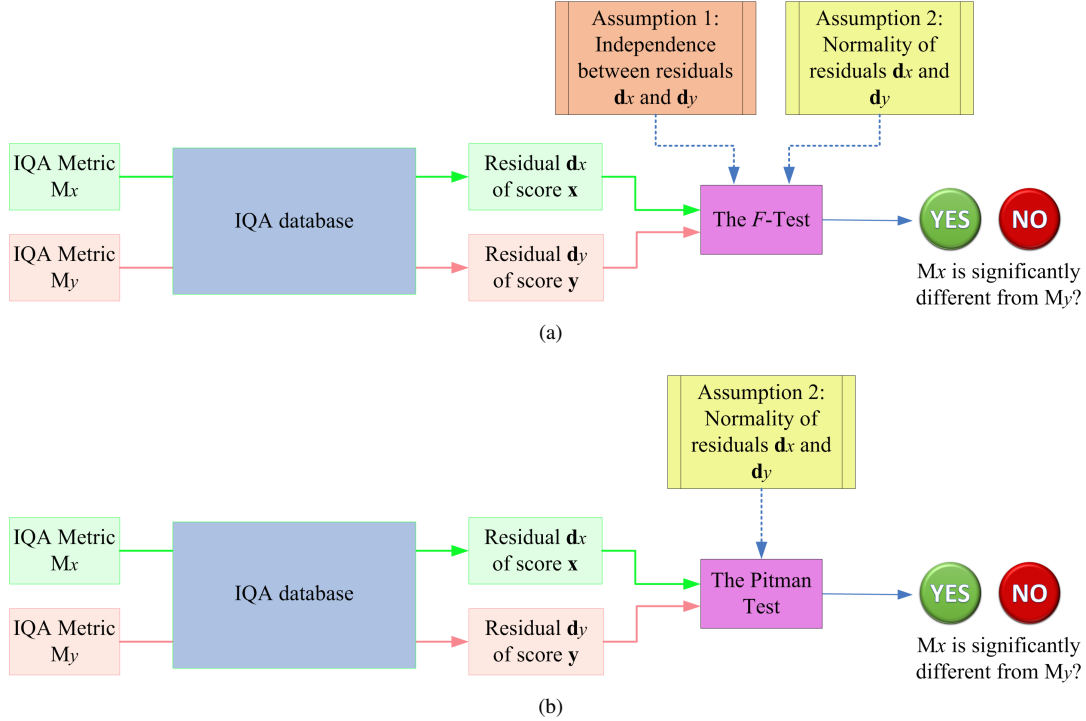 Assumption 1:
Independence
between residuals
dx and dy
Assumption 2:
Normality of
residuals dx and
dy
IQA Metric
Mx
IQA database
Residual dx
of score x
The F-Test
YES
NO
IQA Metric
My
Residual dy
of score y
Mx is significantly
different from My?
(a)
Assumption 2:
Normality of
residuals dx and
dy
IQA Metric
Mx
IQA database
Residual dx
of score x
The Pitman
Test
YES
NO
IQA Metric
My
Residual dy
of score y
Mx is significantly
different from My?
(b)